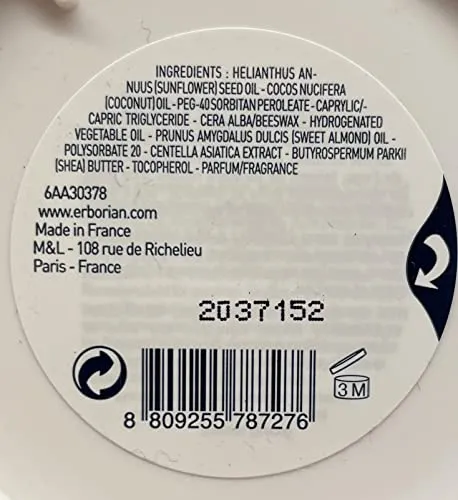 INGREDIENTS : HELIANTHUS AN-
NUUS (SUNFLOWER) SEED OIL - COCOS NUCIFERA
(COCONUT) OIL - PEG-40 SORBITAN PEROLEATE - CAPRYLIC/-
CAPRIC TRIGLYCERIDE - CERA ALBA/BEESWAX - HYDROGENATED
VEGETABLE OIL - PRUNUS AMYGDALUS DULCIS (SWEET ALMOND) OIL -
POLYSORBATE 20 - CENTELLA ASIATICA EXTRACT - BUTYROSPERMUM PARKII
(SHEA) BUTTER - TOCOPHEROL - PARFUM/FRAGRANCE
6AA30378
www.erborian.com
Made in France
M&L - 108 rue de Richelieu
Paris - France
2037152
3 M
8 809255 787276